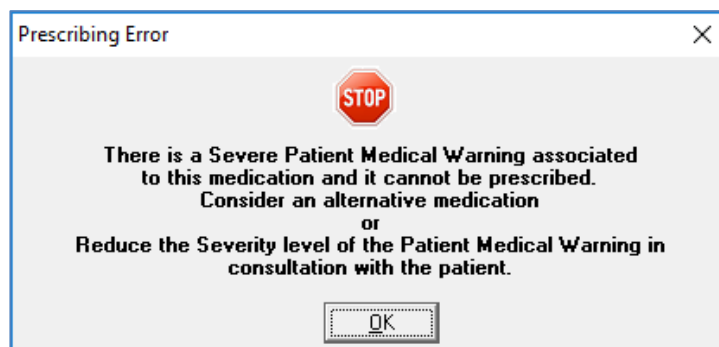 Prescribing Error
STOP
There is a Severe Patient Medical Warning associated
to this medication and it cannot be prescribed.
Consider an alternative medication
or
Reduce the Severity level of the Patient Medical Warning in
consultation with the patient.
OK